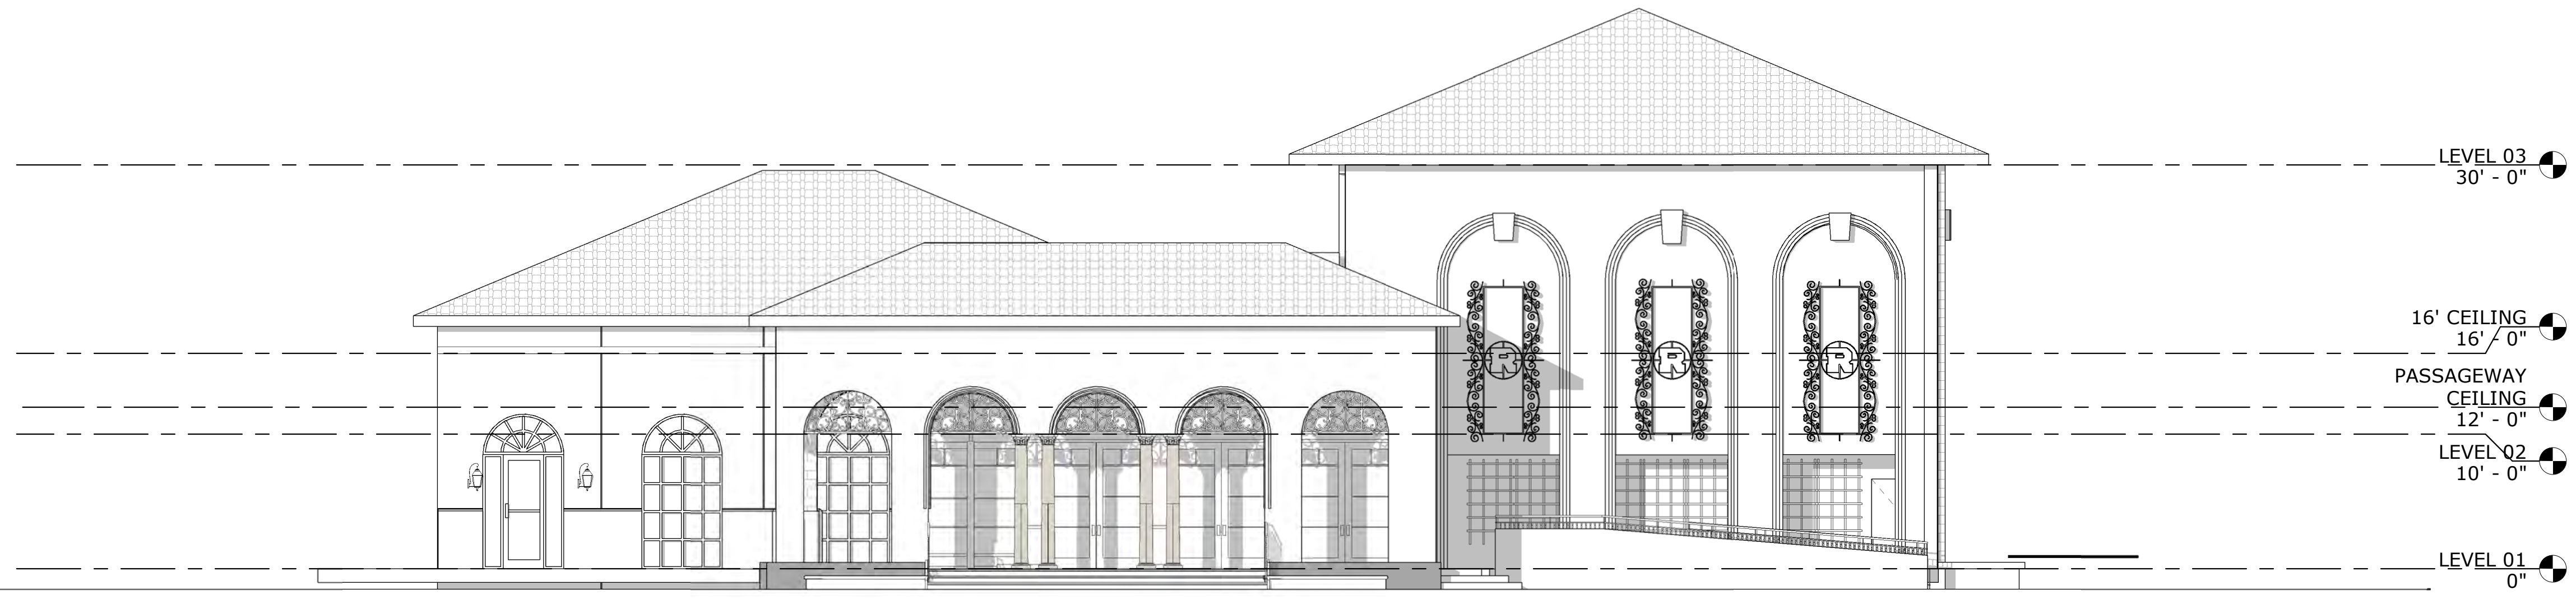 LEVEL 03
30' - 0"
16' CEILING
16' - 0"
R
R
R
PASSAGEWAY
CEILING
12' - 0"
LEVEL 02
10' - 0"
LEVEL 01
0"